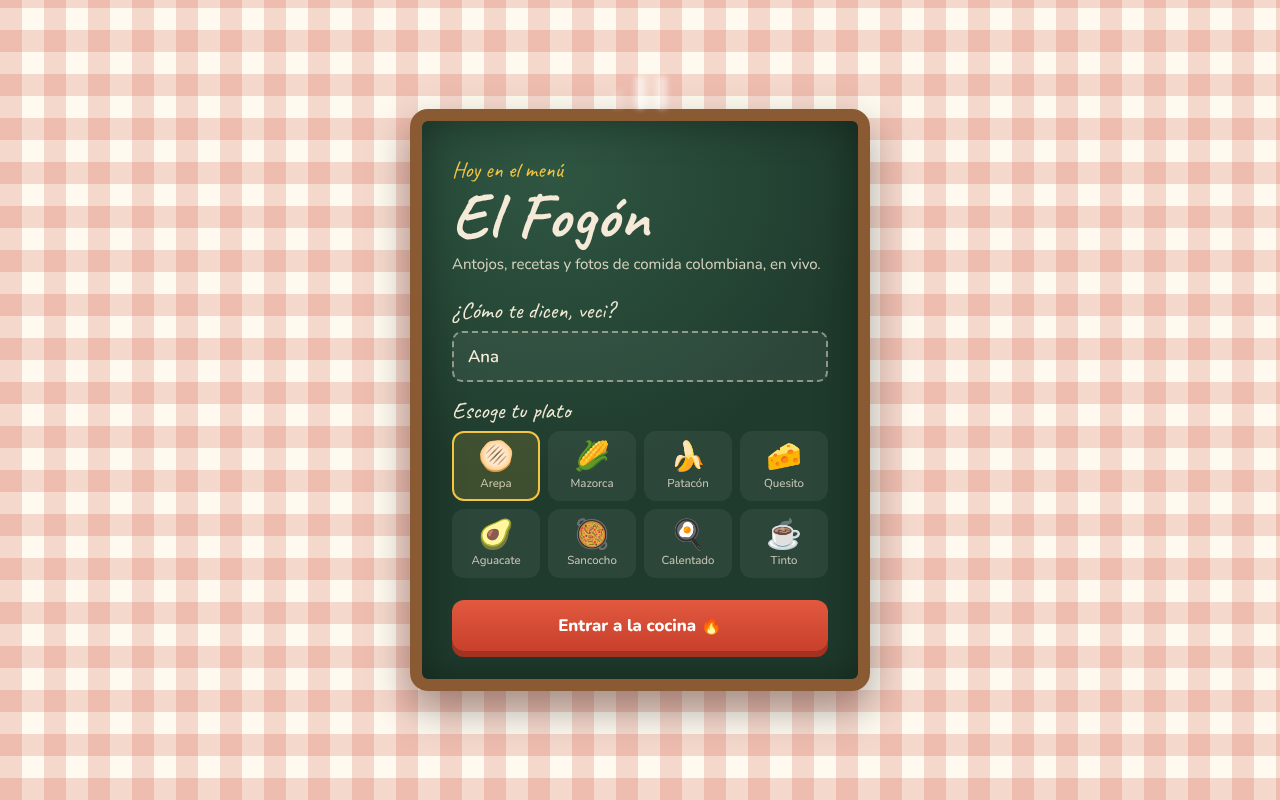 Hoy en el menú
El Fogón
Antojos, recetas y fotos de comida colombiana, en vivo.
¿Cómo te dicen, veci?
Ana
Escoge tu plato
Arepa Mazorca Patacón Quesito
Aguacate Sancocho Calentado Tinto
Entrar a la cocina 🔥